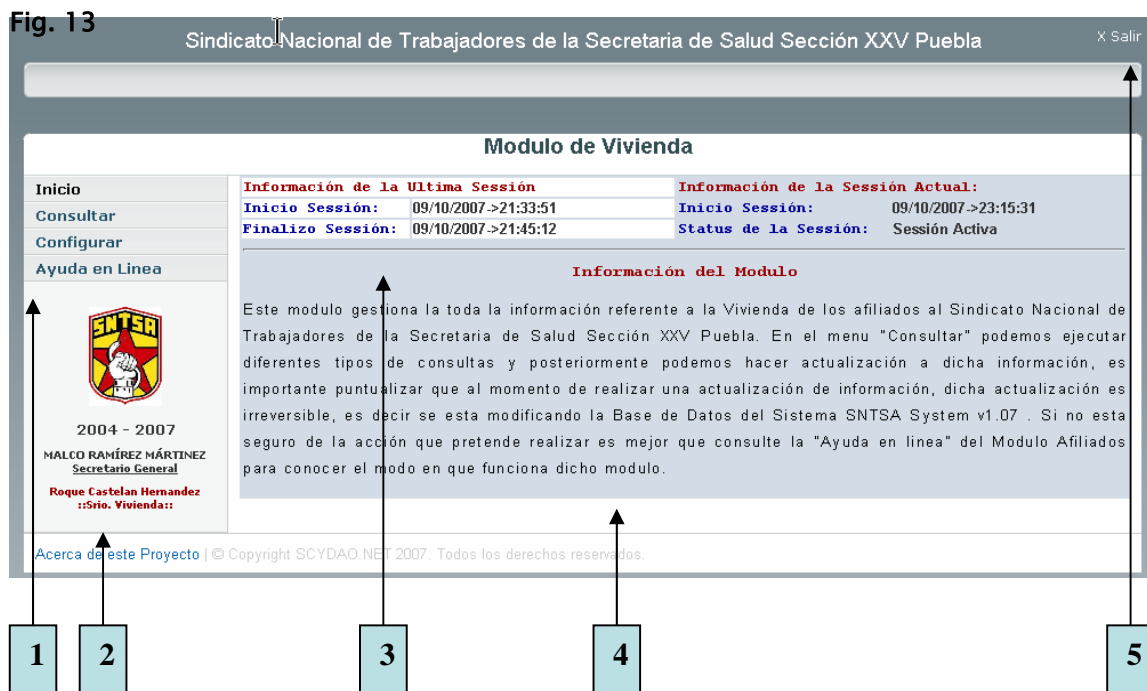 Fig. 13
Sindicato Nacional de Trabajadores de la Secretaria de Salud Sección XXV Puebla
X Salir
Modulo de Vivienda
Inicio
Consultar
Configurar
Ayuda en Linea
SNTSA
2004 - 2007
MALCO RAMÍREZ MÁRTINEZ
Secretario General
Roque Castelan Hernandez
::Srio. Vivienda::
Información de la Ultima Sessión
Inicio Sessión: 09/10/2007->21:33:51
Finalizo Sessión: 09/10/2007->21:45:12
Información de la Sessión Actual:
Inicio Sessión: 09/10/2007->23:15:31
Status de la Sessión: Sessión Activa
Información del Modulo
Este modulo gestiona la toda la información referente a la Vivienda de los afiliados al Sindicato Nacional de
Trabajadores de la Secretaria de Salud Sección XXV Puebla. En el menu "Consultar" podemos ejecutar
diferentes tipos de consultas y posteriormente podemos hacer actualización a dicha información, es
importante puntualizar que al momento de realizar una actualización de información, dicha actualización es
irreversible, es decir se esta modificando la Base de Datos del Sistema SNTSA System v1.07 . Si no esta
seguro de la acción que pretende realizar es mejor que consulte la "Ayuda en linea" del Modulo Afiliados
para conocer el modo en que funciona dicho modulo.
Acerca de este Proyecto | © Copyright SCYDAO.NET 2007. Todos los derechos reservados.
1
2
3
4
5